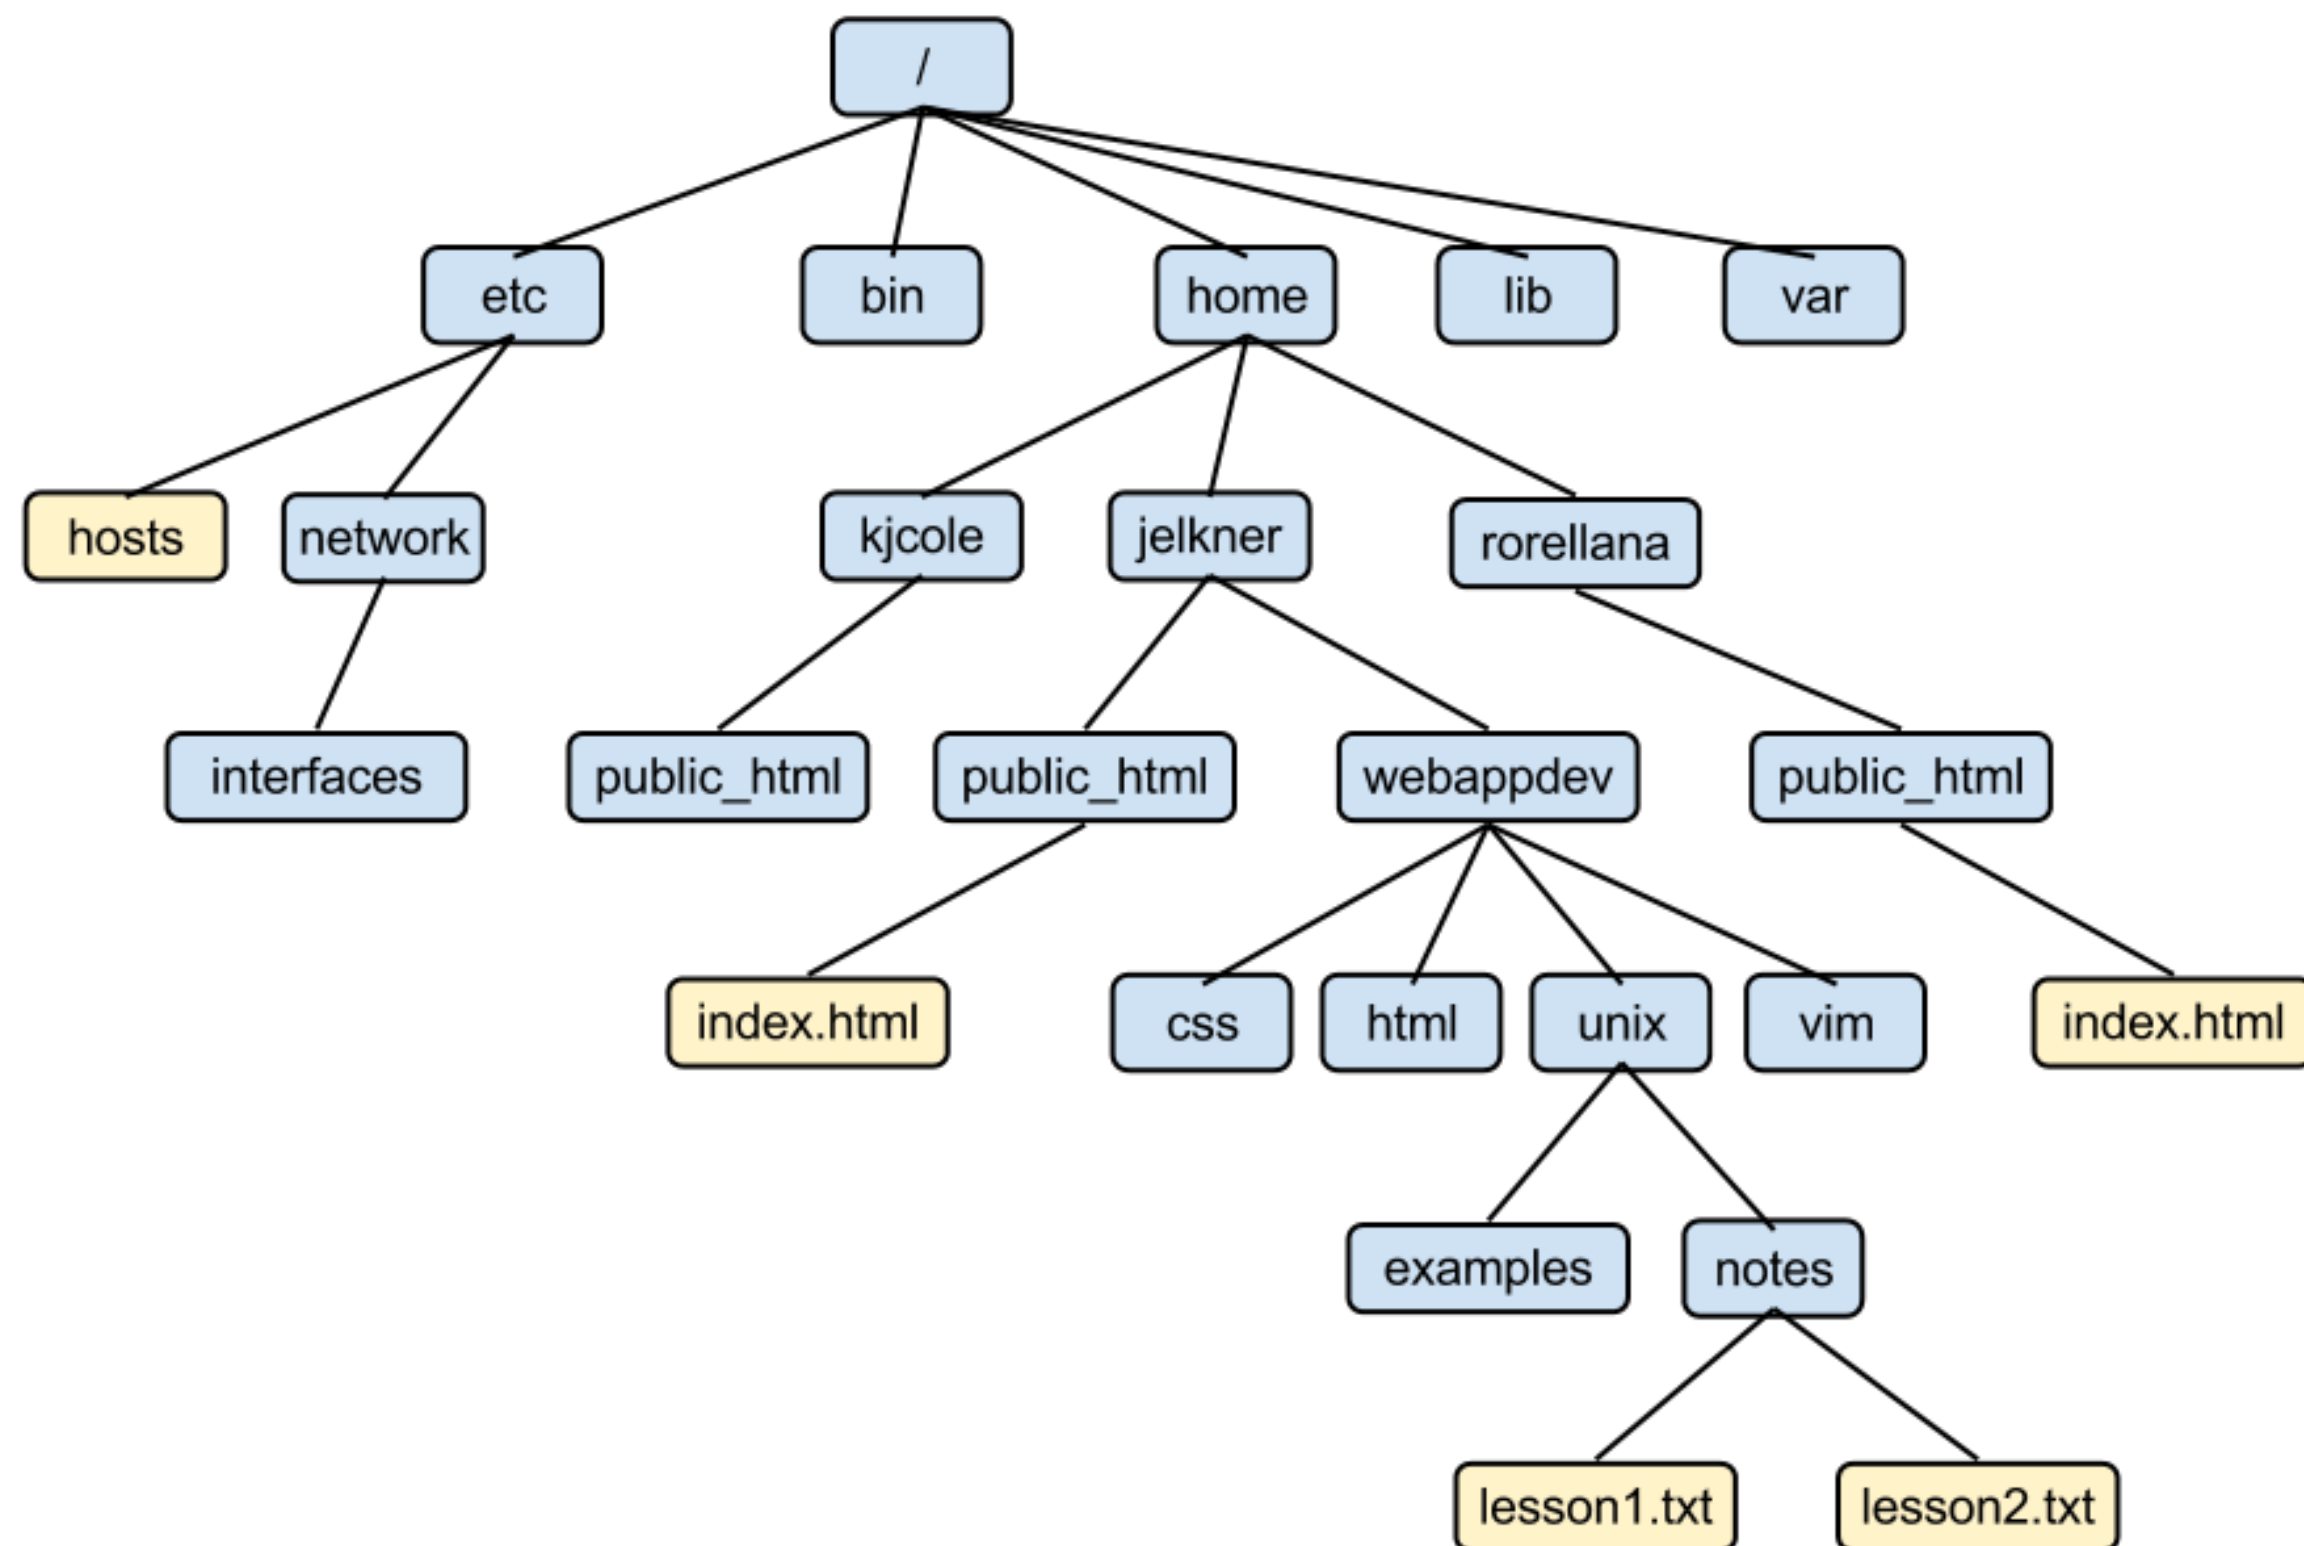 /
etc
bin
home
lib
var
hosts
network
kjcole
jelkner
rorellana
interfaces
public_html
public_html
webappdev
public_html
index.html
css
html
unix
vim
index.html
examples
notes
lesson1.txt
lesson2.txt